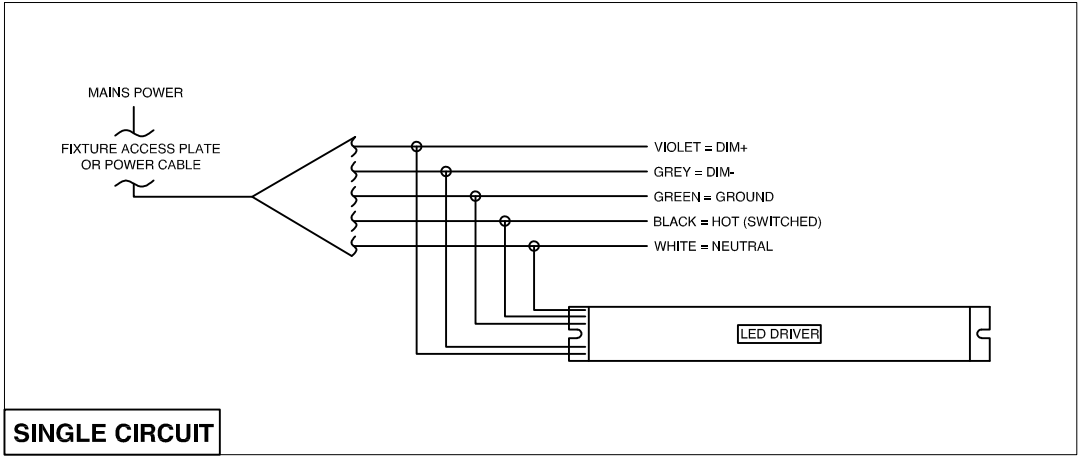 MAINS POWER
FIXTURE ACCESS PLATE
OR POWER CABLE
VIOLET = DIM+
GREY = DIM-
GREEN = GROUND
BLACK = HOT (SWITCHED)
WHITE = NEUTRAL
LED DRIVER
SINGLE CIRCUIT